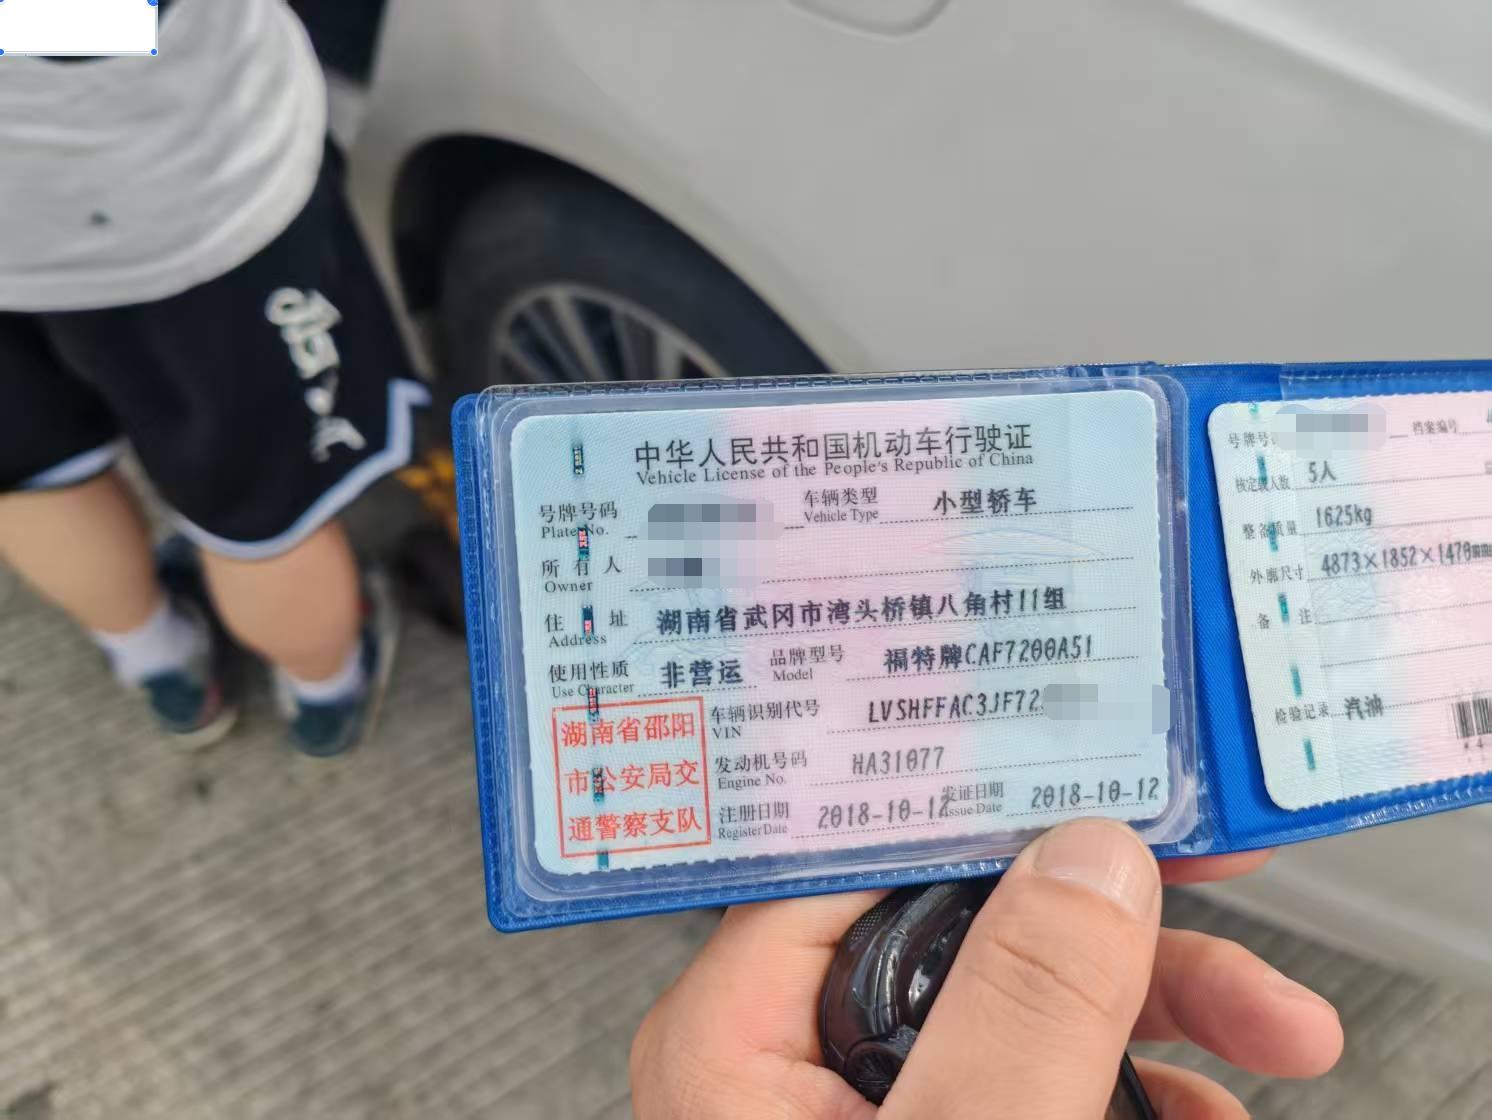 中华人民共和国机动车行驶证
Vehicle License of the People's Republic of China
号牌号码
Plate No.
车辆类型 小型轿车
Vehicle Type
所有人
Owner
住址 湖南省武冈市湾头桥镇八角村11组
Address
使用性质 非营运 品牌型号 福特牌CAF7200A51
Use Character Model
湖南省邵阳
市公安局交
通警察支队
车辆识别代号 LVSHFFAC3JF72
VIN
发动机号码 HA31077
Engine No.
注册日期 2018-10-12 发证日期 2018-10-12
Register Date Issue Date
号牌号 档案编号
核定载人数 5人
整备质量 1625kg
外廓尺寸 4873×1852×1470mm
备注
检验记录 汽油